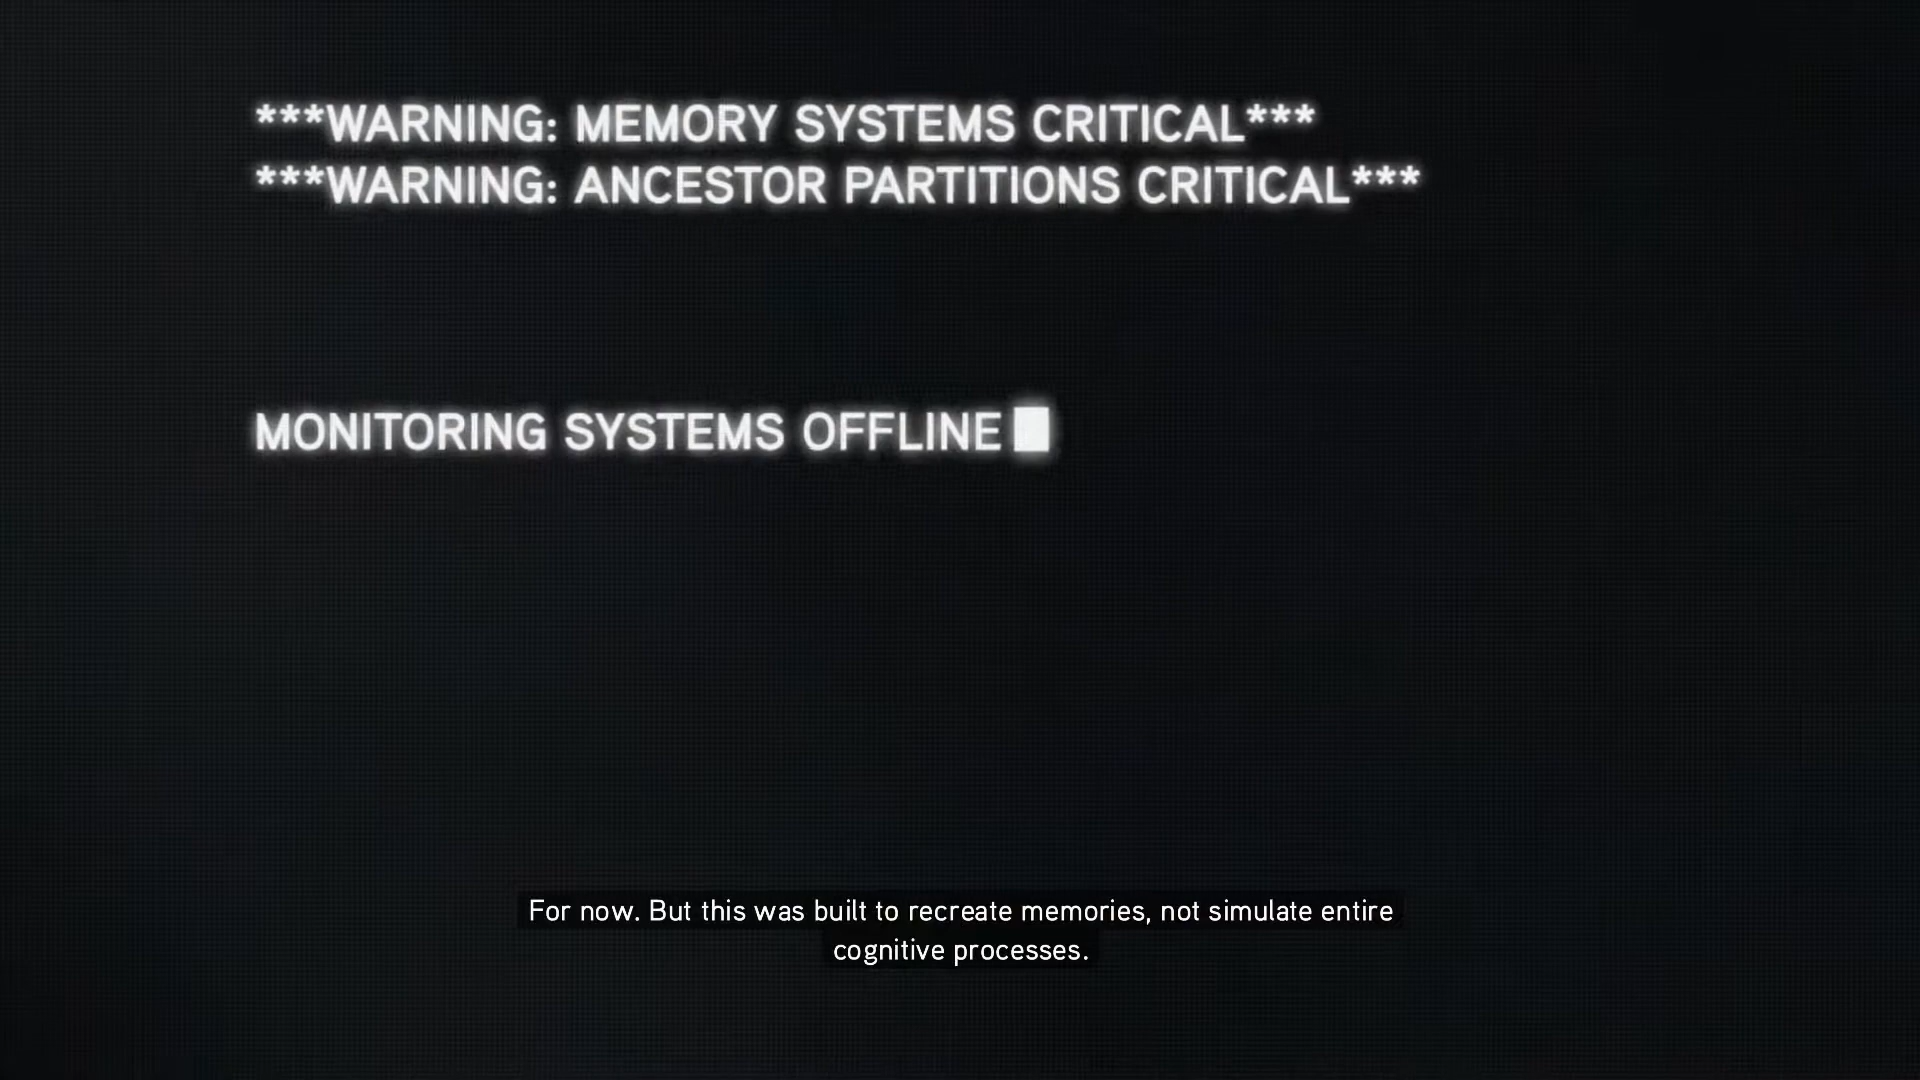 ***WARNING: MEMORY SYSTEMS CRITICAL***
***WARNING: ANCESTOR PARTITIONS CRITICAL***
MONITORING SYSTEMS OFFLINE
For now. But this was built to recreate memories, not simulate entire
cognitive processes.